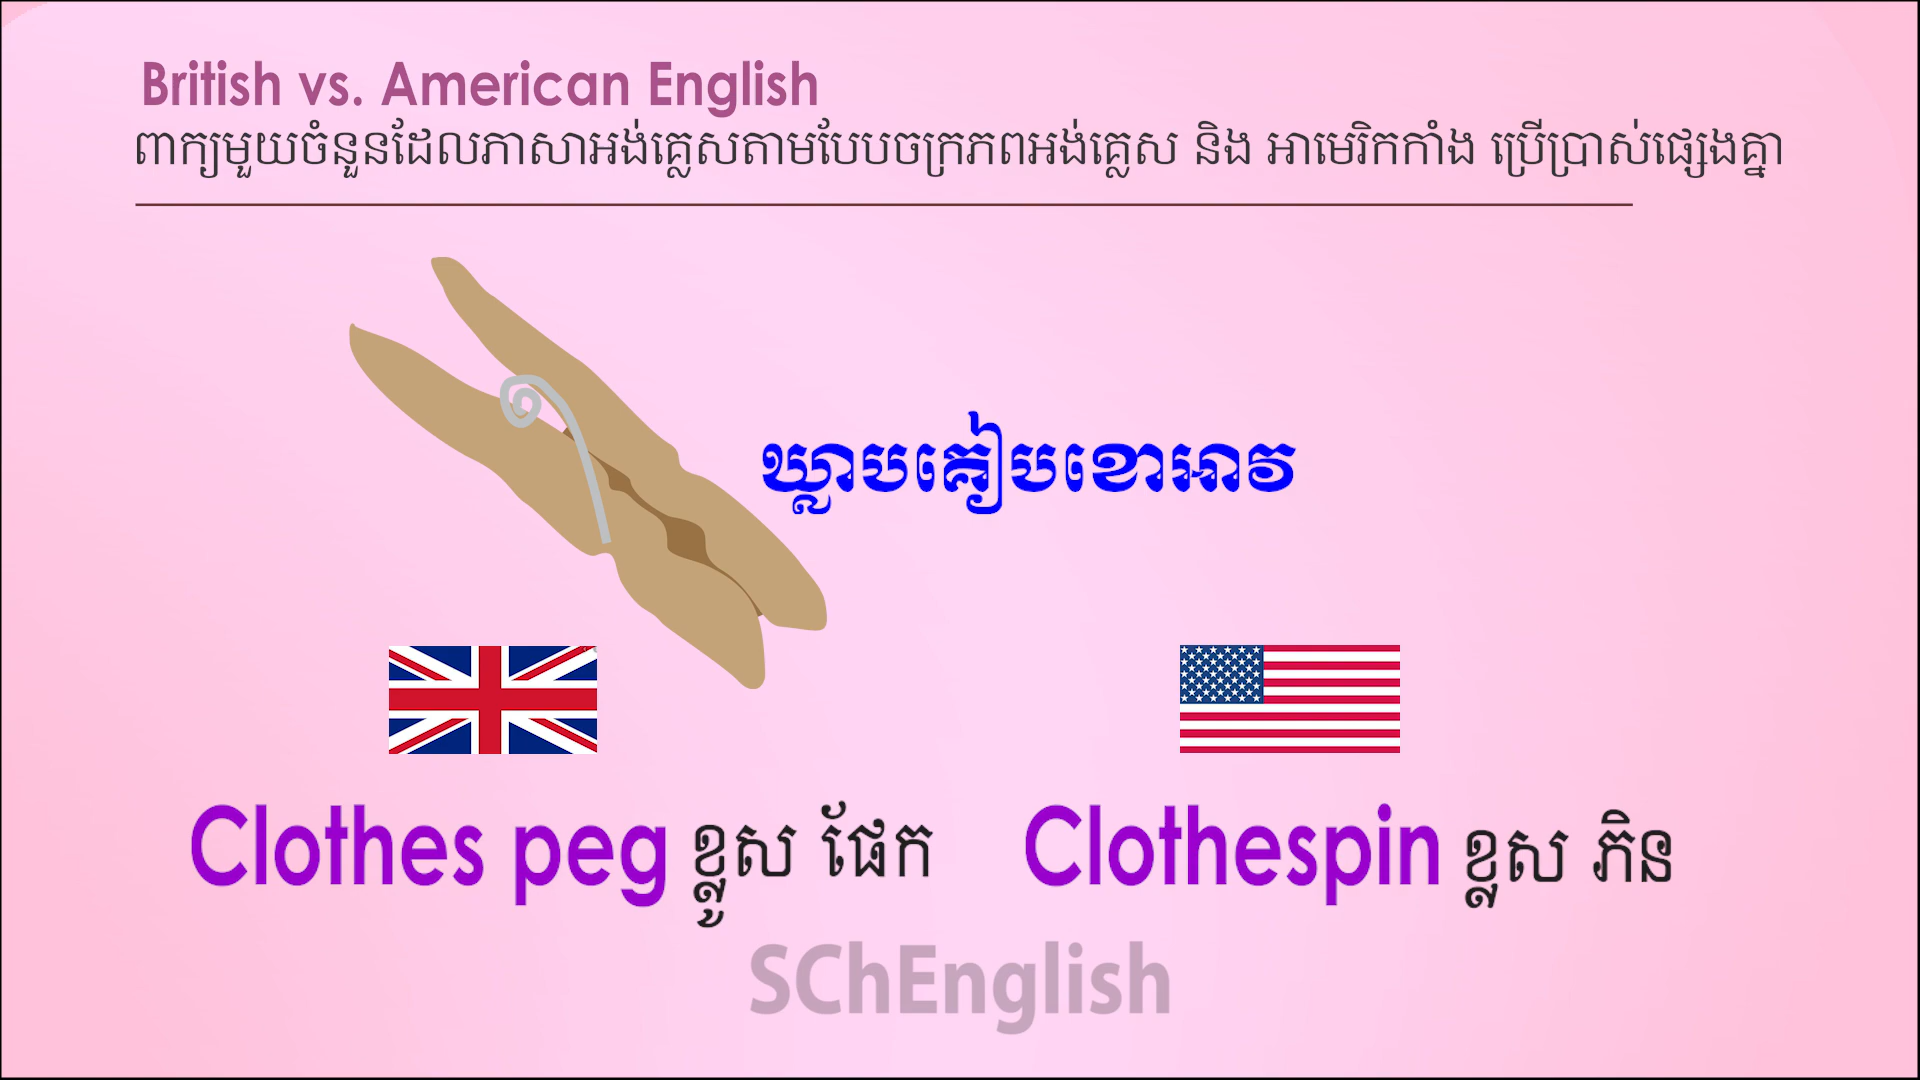 British vs. American English
ពាក្យមួយចំនួនដែលភាសាអង់គ្លេសតាមបែបចក្រភពអង់គ្លេស និង អាមេរិកកាំង ប្រើប្រាស់ផ្សេងគ្នា
ឃ្លាបគៀបខោអាវ
Clothes peg ខ្លូស ផែក
Clothespin ខ្លស ភិន
SChEnglish